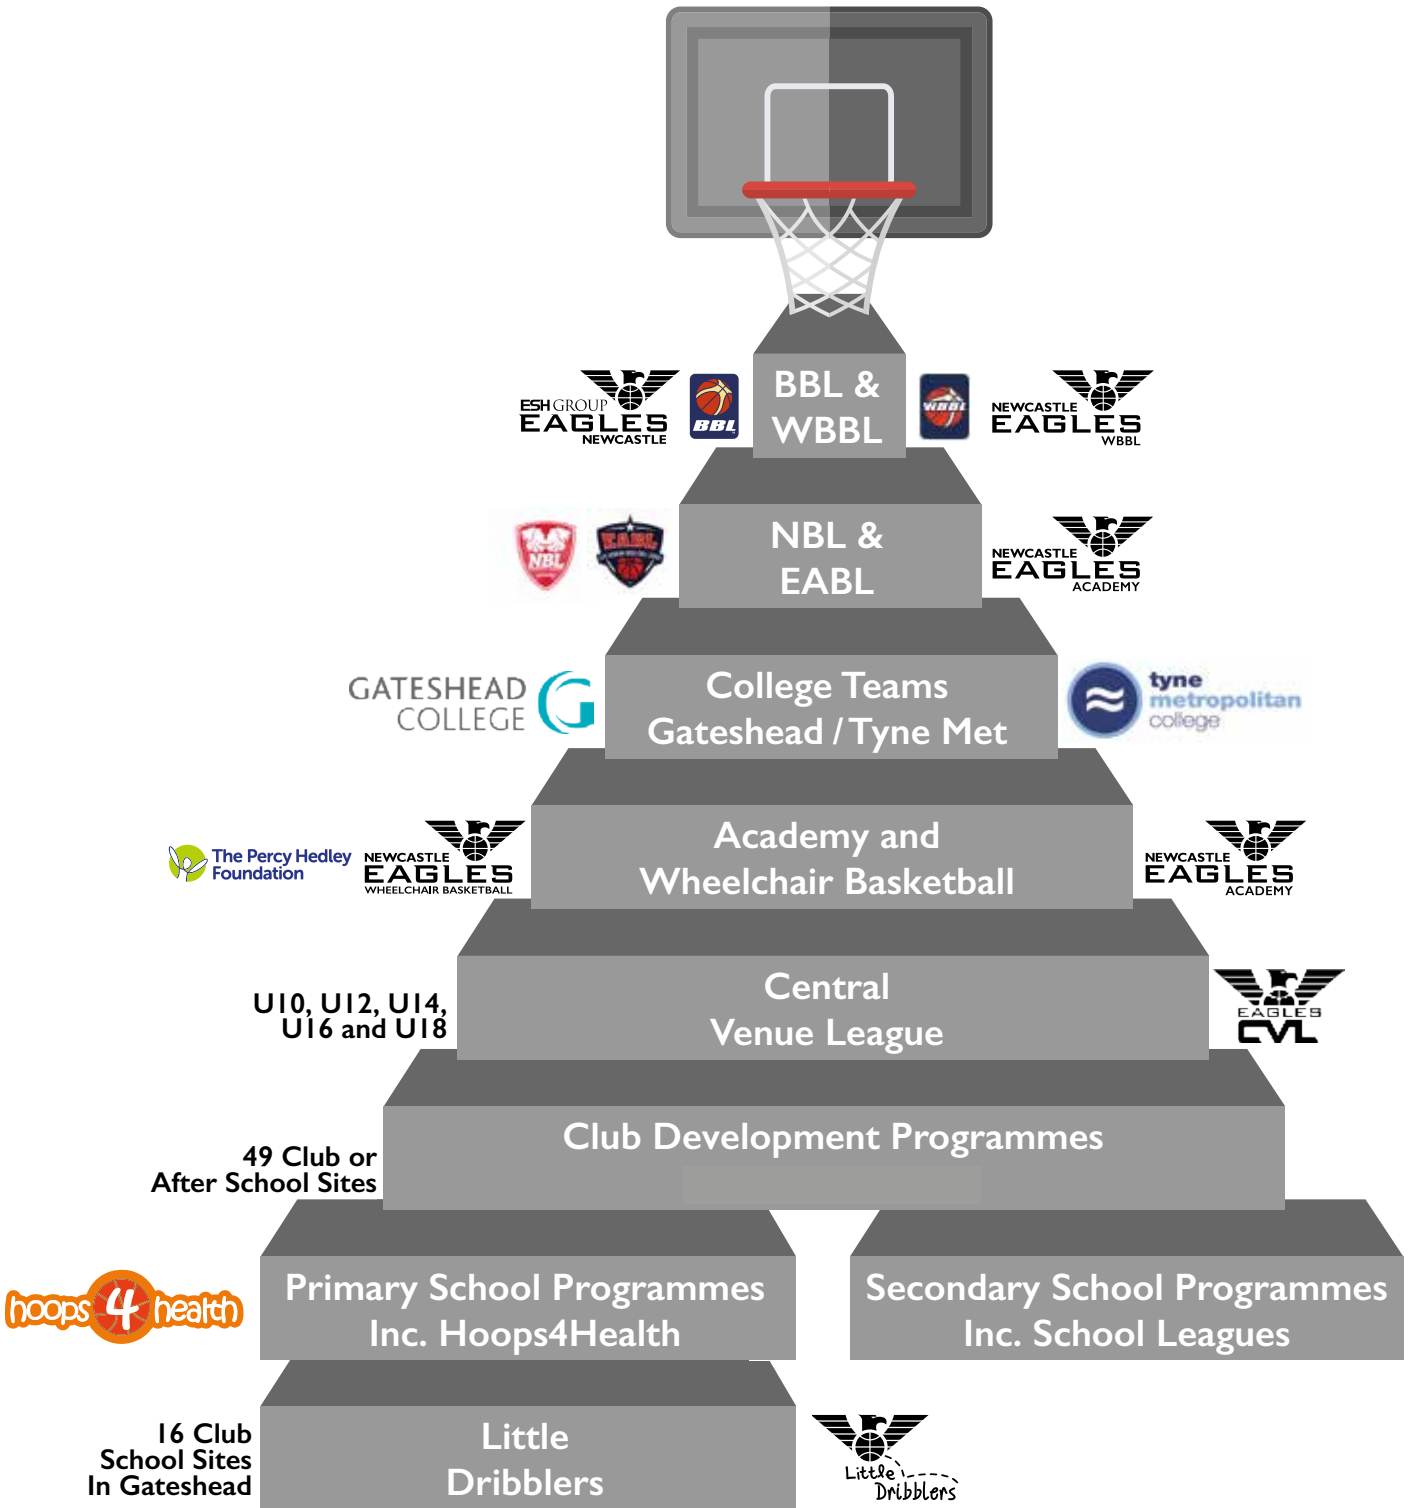 ESH GROUP
EAGLES
NEWCASTLE
BBL
BBL &
WBBL
WBBL
NEWCASTLE
EAGLES
WBBL
NBL
EABL
NBL &
EABL
NEWCASTLE
EAGLES
ACADEMY
GATESHEAD
COLLEGE
College Teams
Gateshead / Tyne Met
tyne
metropolitan
college
The Percy Hedley
Foundation
NEWCASTLE
EAGLES
WHEELCHAIR BASKETBALL
Academy and
Wheelchair Basketball
NEWCASTLE
EAGLES
ACADEMY
U10, U12, U14,
U16 and U18
Central
Venue League
EAGLES
CVL
49 Club or
After School Sites
Club Development Programmes
hoops 4 health
Primary School Programmes
Inc. Hoops4Health
Secondary School Programmes
Inc. School Leagues
16 Club
School Sites
In Gateshead
Little
Dribblers
Little
Dribblers